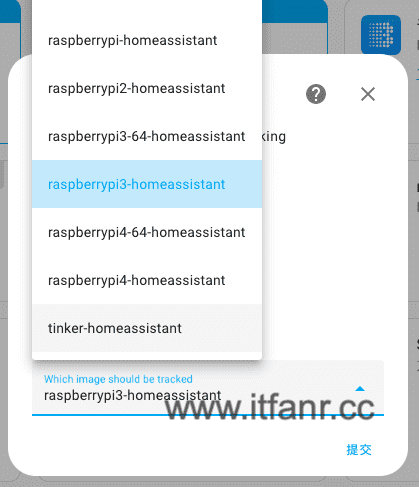 raspberrypi-homeassistant
raspberrypi2-homeassistant
raspberrypi3-64-homeassistant
king
raspberrypi3-homeassistant
raspberrypi4-64-homeassistant
raspberrypi4-homeassistant
tinker-homeassistant
Which image should be tracked
raspberrypi3-homeassistant
www.itfanr.cc
提交